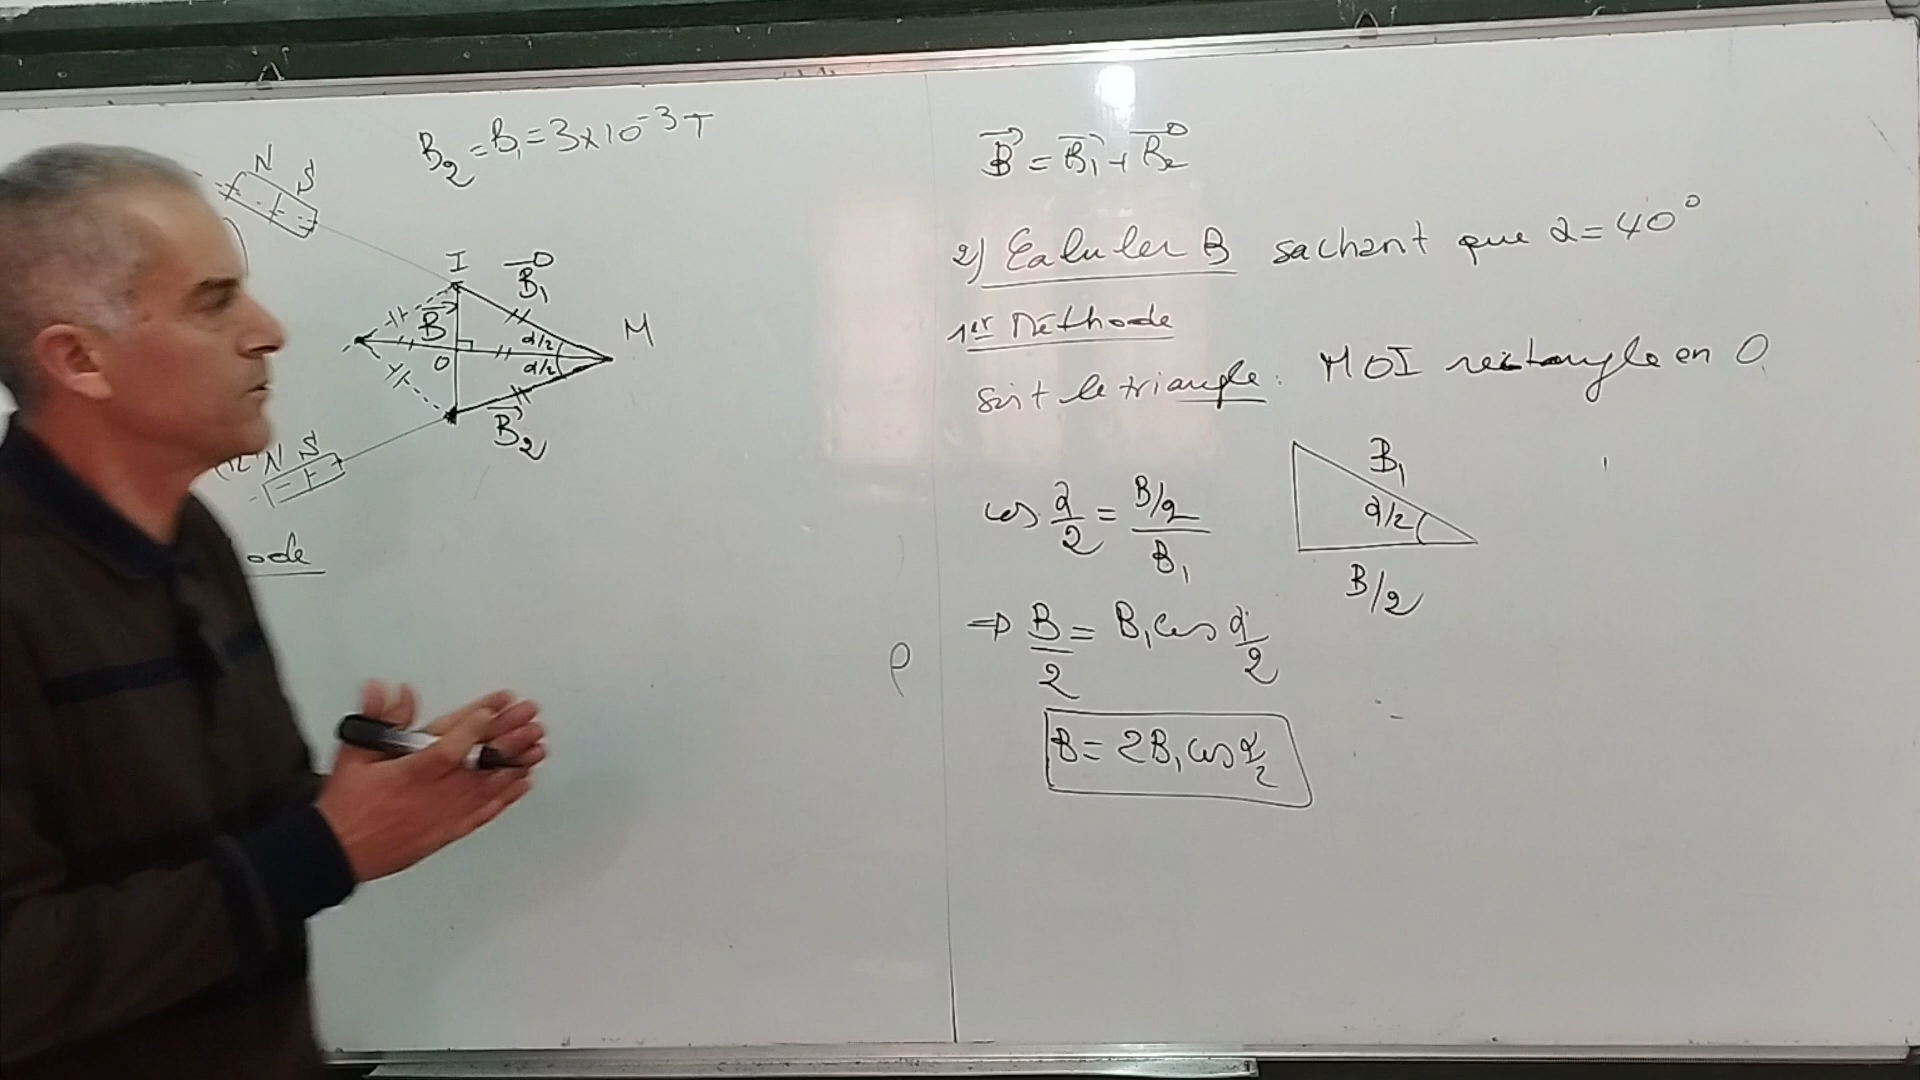 B₂ = B₁ = 3×10⁻³ T
N S
I
B₁
B
O
α/2
α/2
M
B₂
N S
ode
B = B₁ + B₂
2) Calculer B sachant que α = 40°
1er Méthode
Soit le triangle : MOI rectangle en O
B₁
α/2
B/2
cos α/2 = B/2 / B₁
⇒ B/2 = B₁ cos α/2
B = 2B₁ cos α/2